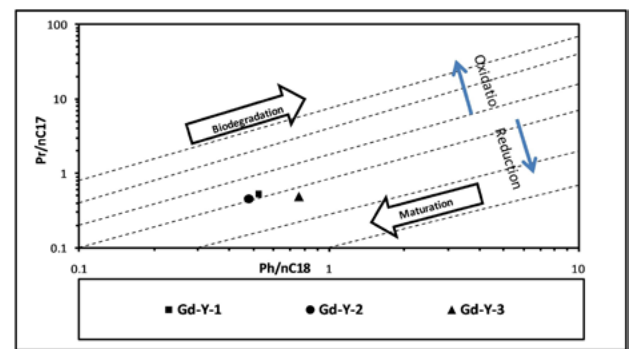 Pr/nC17
100
10
1
0.1
0.1
1
10
Ph/nC18
Biodegradation
Maturation
Oxidatio
Reduction
Gd-Y-1 Gd-Y-2 Gd-Y-3